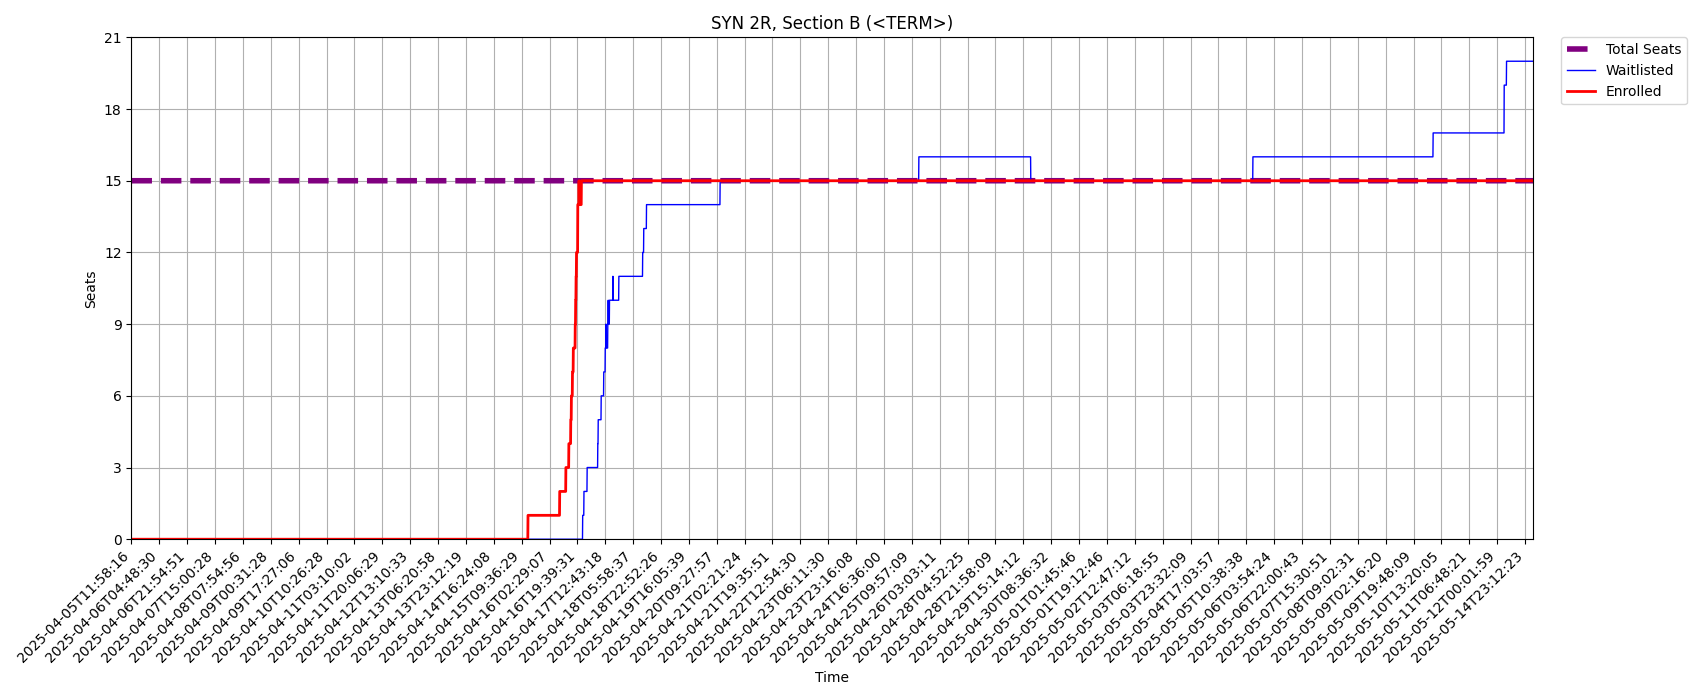 SYN 2R, Section B (<TERM>)
Total Seats
Waitlisted
Enrolled
21
18
15
12
9
6
3
0
Seats
2025-04-05T11:58:16
2025-04-06T04:48:30
2025-04-06T21:54:51
2025-04-07T15:00:28
2025-04-08T07:54:56
2025-04-09T00:31:28
2025-04-09T17:27:06
2025-04-10T10:26:28
2025-04-11T03:10:02
2025-04-11T20:06:29
2025-04-12T13:10:33
2025-04-13T06:20:58
2025-04-13T23:12:19
2025-04-14T16:24:08
2025-04-15T09:36:29
2025-04-16T02:29:07
2025-04-16T19:39:31
2025-04-17T12:43:18
2025-04-18T05:58:37
2025-04-18T22:52:26
2025-04-19T16:05:39
2025-04-20T09:27:57
2025-04-21T02:21:24
2025-04-21T19:35:51
2025-04-22T12:54:30
2025-04-23T06:11:30
2025-04-23T23:16:08
2025-04-24T16:36:00
2025-04-25T09:57:09
2025-04-26T03:03:11
2025-04-28T04:52:25
2025-04-28T21:58:09
2025-04-29T15:14:12
2025-04-30T08:36:32
2025-05-01T01:45:46
2025-05-01T19:12:46
2025-05-02T12:47:12
2025-05-03T06:18:55
2025-05-03T23:32:09
2025-05-04T17:03:57
2025-05-05T10:38:38
2025-05-06T03:54:24
2025-05-06T22:00:43
2025-05-07T15:30:51
2025-05-08T09:02:31
2025-05-09T02:16:20
2025-05-09T19:48:09
2025-05-10T13:20:05
2025-05-11T06:48:21
2025-05-12T00:01:59
2025-05-14T23:12:23
Time